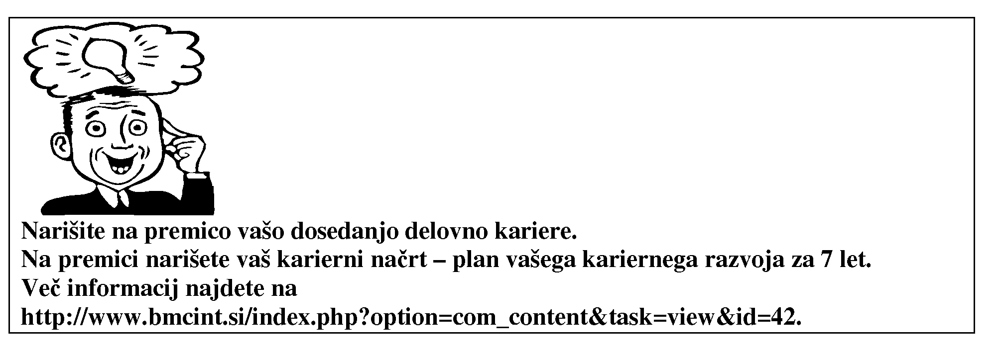 Narišite na premico vašo dosedanjo delovno kariere.
Na premici narišete vaš karierni načrt – plan vašega kariernega razvoja za 7 let.
Več informacij najdete na
http://www.bmcint.si/index.php?option=com_content&task=view&id=42.